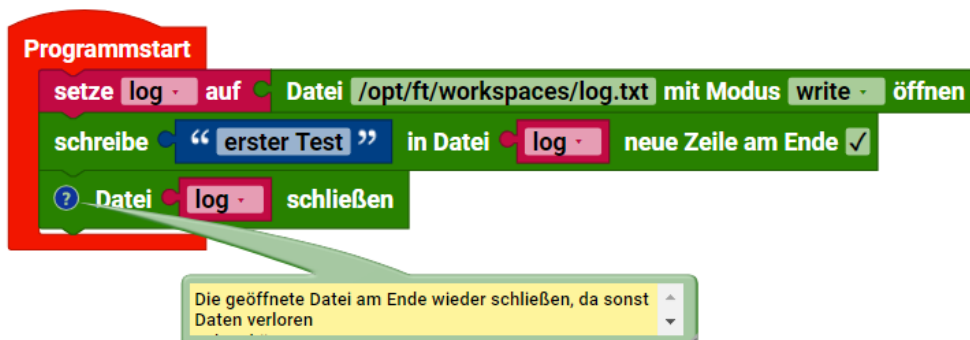 Programmstart
setze log auf Datei /opt/ft/workspaces/log.txt mit Modus write öffnen
schreibe “ erster Test ” in Datei log neue Zeile am Ende ✓
? Datei log schließen
Die geöffnete Datei am Ende wieder schließen, da sonst
Daten verloren